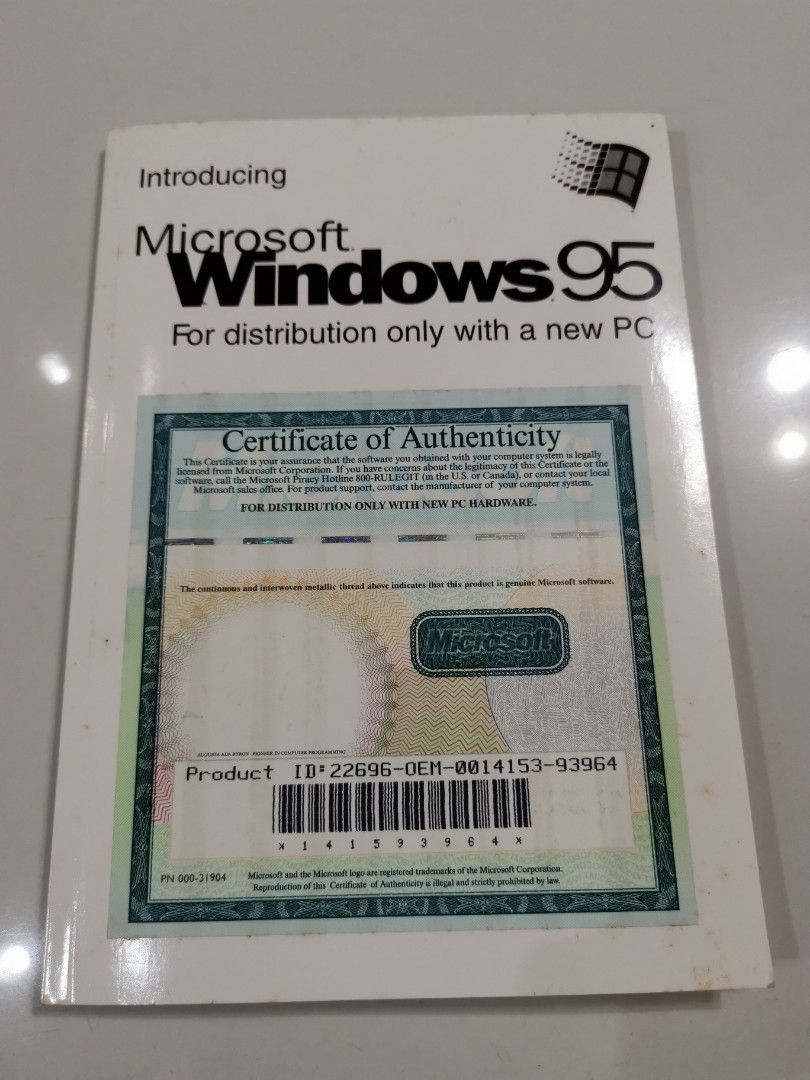 Introducing
Microsoft
Windows 95
For distribution only with a new PC
Certificate of Authenticity
This Certificate is your assurance that the software you obtained with your computer system is legally
licensed from Microsoft Corporation. If you have concerns about the legitimacy of this Certificate or the
software, call the Microsoft Piracy Hotline 800-RULEGIT (in the U.S. or Canada), or contact your local
Microsoft sales office. For product support, contact the manufacturer of your computer system.
FOR DISTRIBUTION ONLY WITH NEW PC HARDWARE.
The continuous and interwoven metallic thread above indicates that this product is genuine Microsoft software.
Microsoft
AUGUSTA ADA BYRON - PIONEER IN COMPUTER PROGRAMMING
Product ID:22696-OEM-0014153-93964
* 1 4 1 5 9 3 9 6 4 *
PN 000-31904
Microsoft and the Microsoft logo are registered trademarks of the Microsoft Corporation.
Reproduction of this Certificate of Authenticity is illegal and strictly prohibited by law.